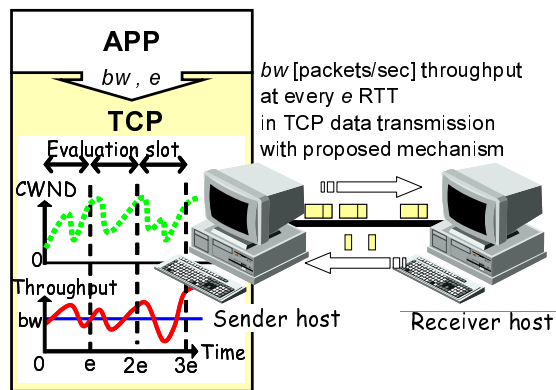 APP
bw , e
TCP
bw [packets/sec] throughput
at every e RTT
in TCP data transmission
with proposed mechanism
Evaluation slot
CWND
0
Throughput
bw
0 e 2e 3e
Time
Sender host
Receiver host